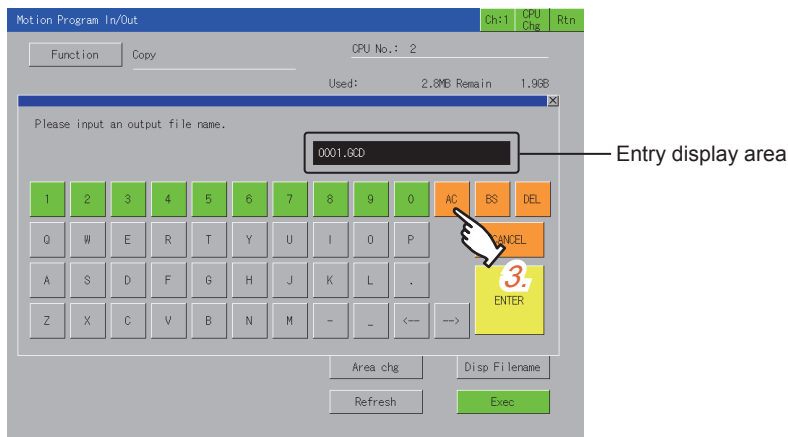 Motion Program In/Out Ch:1 CPU Chg Rtn
Function Copy CPU No.: 2
Used: 2.8MB Remain 1.9GB
Please input an output file name.
0001.GCD Entry display area
1 2 3 4 5 6 7 8 9 0 AC BS DEL
Q W E R T Y U I O P CANCEL
A S D F G H J K L .
3.
ENTER
Z X C V B N M - _ <-- -->
Area chg Disp Filename
Refresh Exec